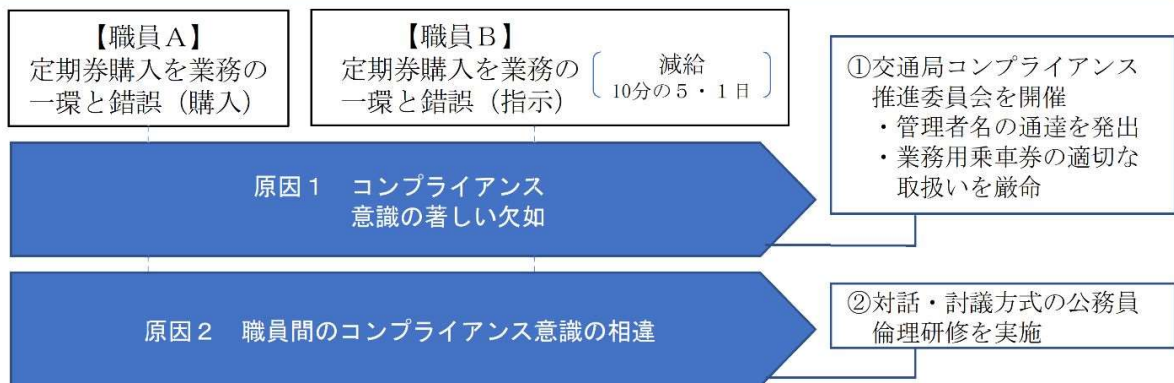 【職員A】
定期券購入を業務の
一環と錯誤（購入）
【職員B】
定期券購入を業務の
一環と錯誤（指示）
減給
10分の５・１日
原因１　コンプライアンス
意識の著しい欠如
①交通局コンプライアンス
推進委員会を開催
・管理者名の通達を発出
・業務用乗車券の適切な
取扱いを厳命
原因２　職員間のコンプライアンス意識の相違
②対話・討議方式の公務員
倫理研修を実施